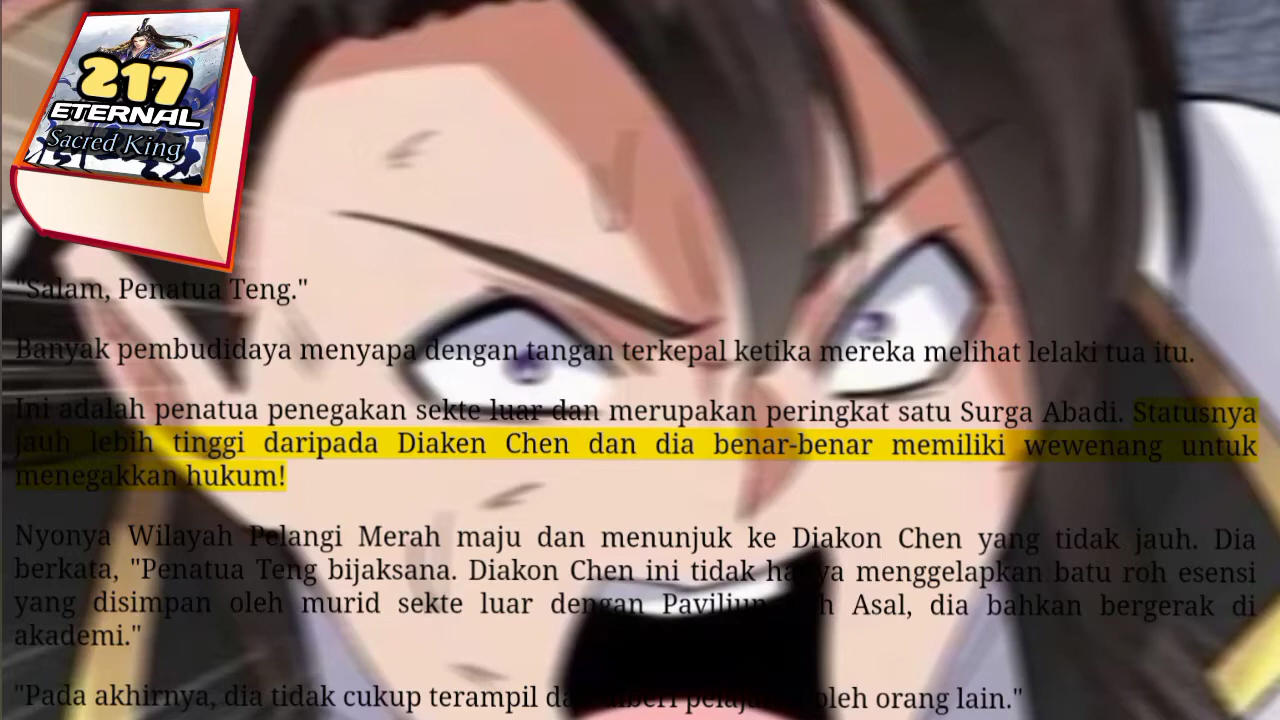 217
ETERNAL
Sacred King
"Salam, Penatua Teng."
Banyak pembudidaya menyapa dengan tangan terkepal ketika mereka melihat lelaki tua itu.
Ini adalah penatua penegakan sekte luar dan merupakan peringkat satu Surga Abadi. Statusnya
jauh lebih tinggi daripada Diaken Chen dan dia benar-benar memiliki wewenang untuk
menegakkan hukum!
Nyonya Wilayah Pelangi Merah maju dan menunjuk ke Diakon Chen yang tidak jauh. Dia
berkata, "Penatua Teng bijaksana. Diakon Chen ini tidak hanya menggelapkan batu roh esensi
yang disimpan oleh murid sekte luar dengan Paviliun Asal, dia bahkan bergerak di
akademi."
"Pada akhirnya, dia tidak cukup terampil oleh orang lain."